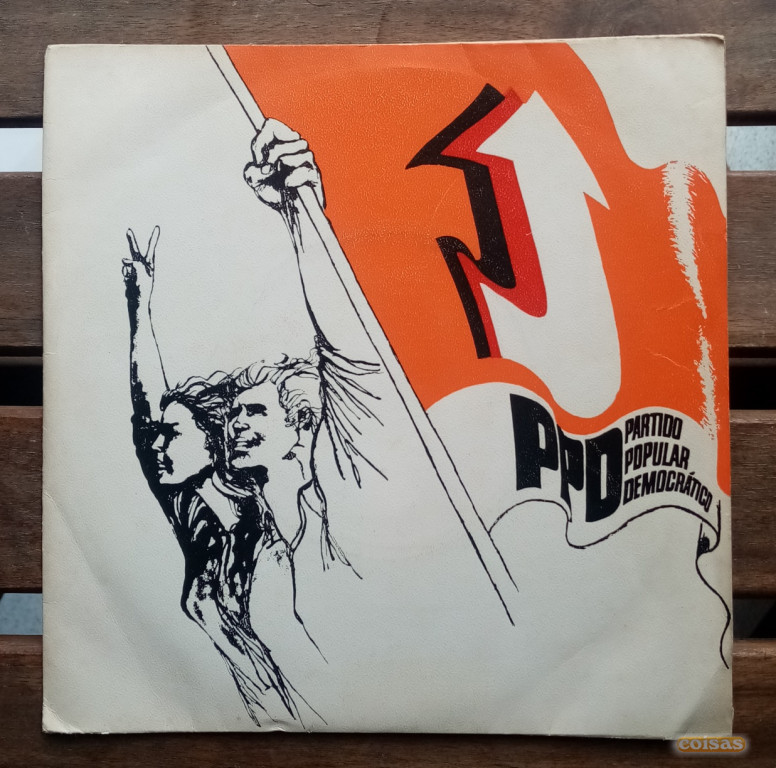 PPD
PARTIDO
POPULAR
DEMOCRÁTICO
coisas